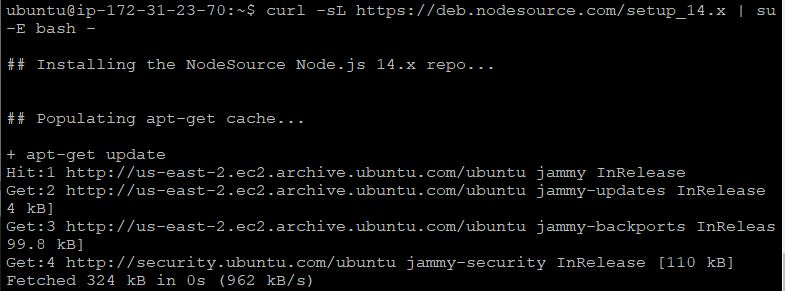 ubuntu@ip-172-31-23-70:~$ curl -sL https://deb.nodesource.com/setup_14.x | su
-E bash -
## Installing the NodeSource Node.js 14.x repo...
## Populating apt-get cache...
+ apt-get update
Hit:1 http://us-east-2.ec2.archive.ubuntu.com/ubuntu jammy InRelease
Get:2 http://us-east-2.ec2.archive.ubuntu.com/ubuntu jammy-updates InRelease
4 kB]
Get:3 http://us-east-2.ec2.archive.ubuntu.com/ubuntu jammy-backports InReleas
99.8 kB]
Get:4 http://security.ubuntu.com/ubuntu jammy-security InRelease [110 kB]
Fetched 324 kB in 0s (962 kB/s)